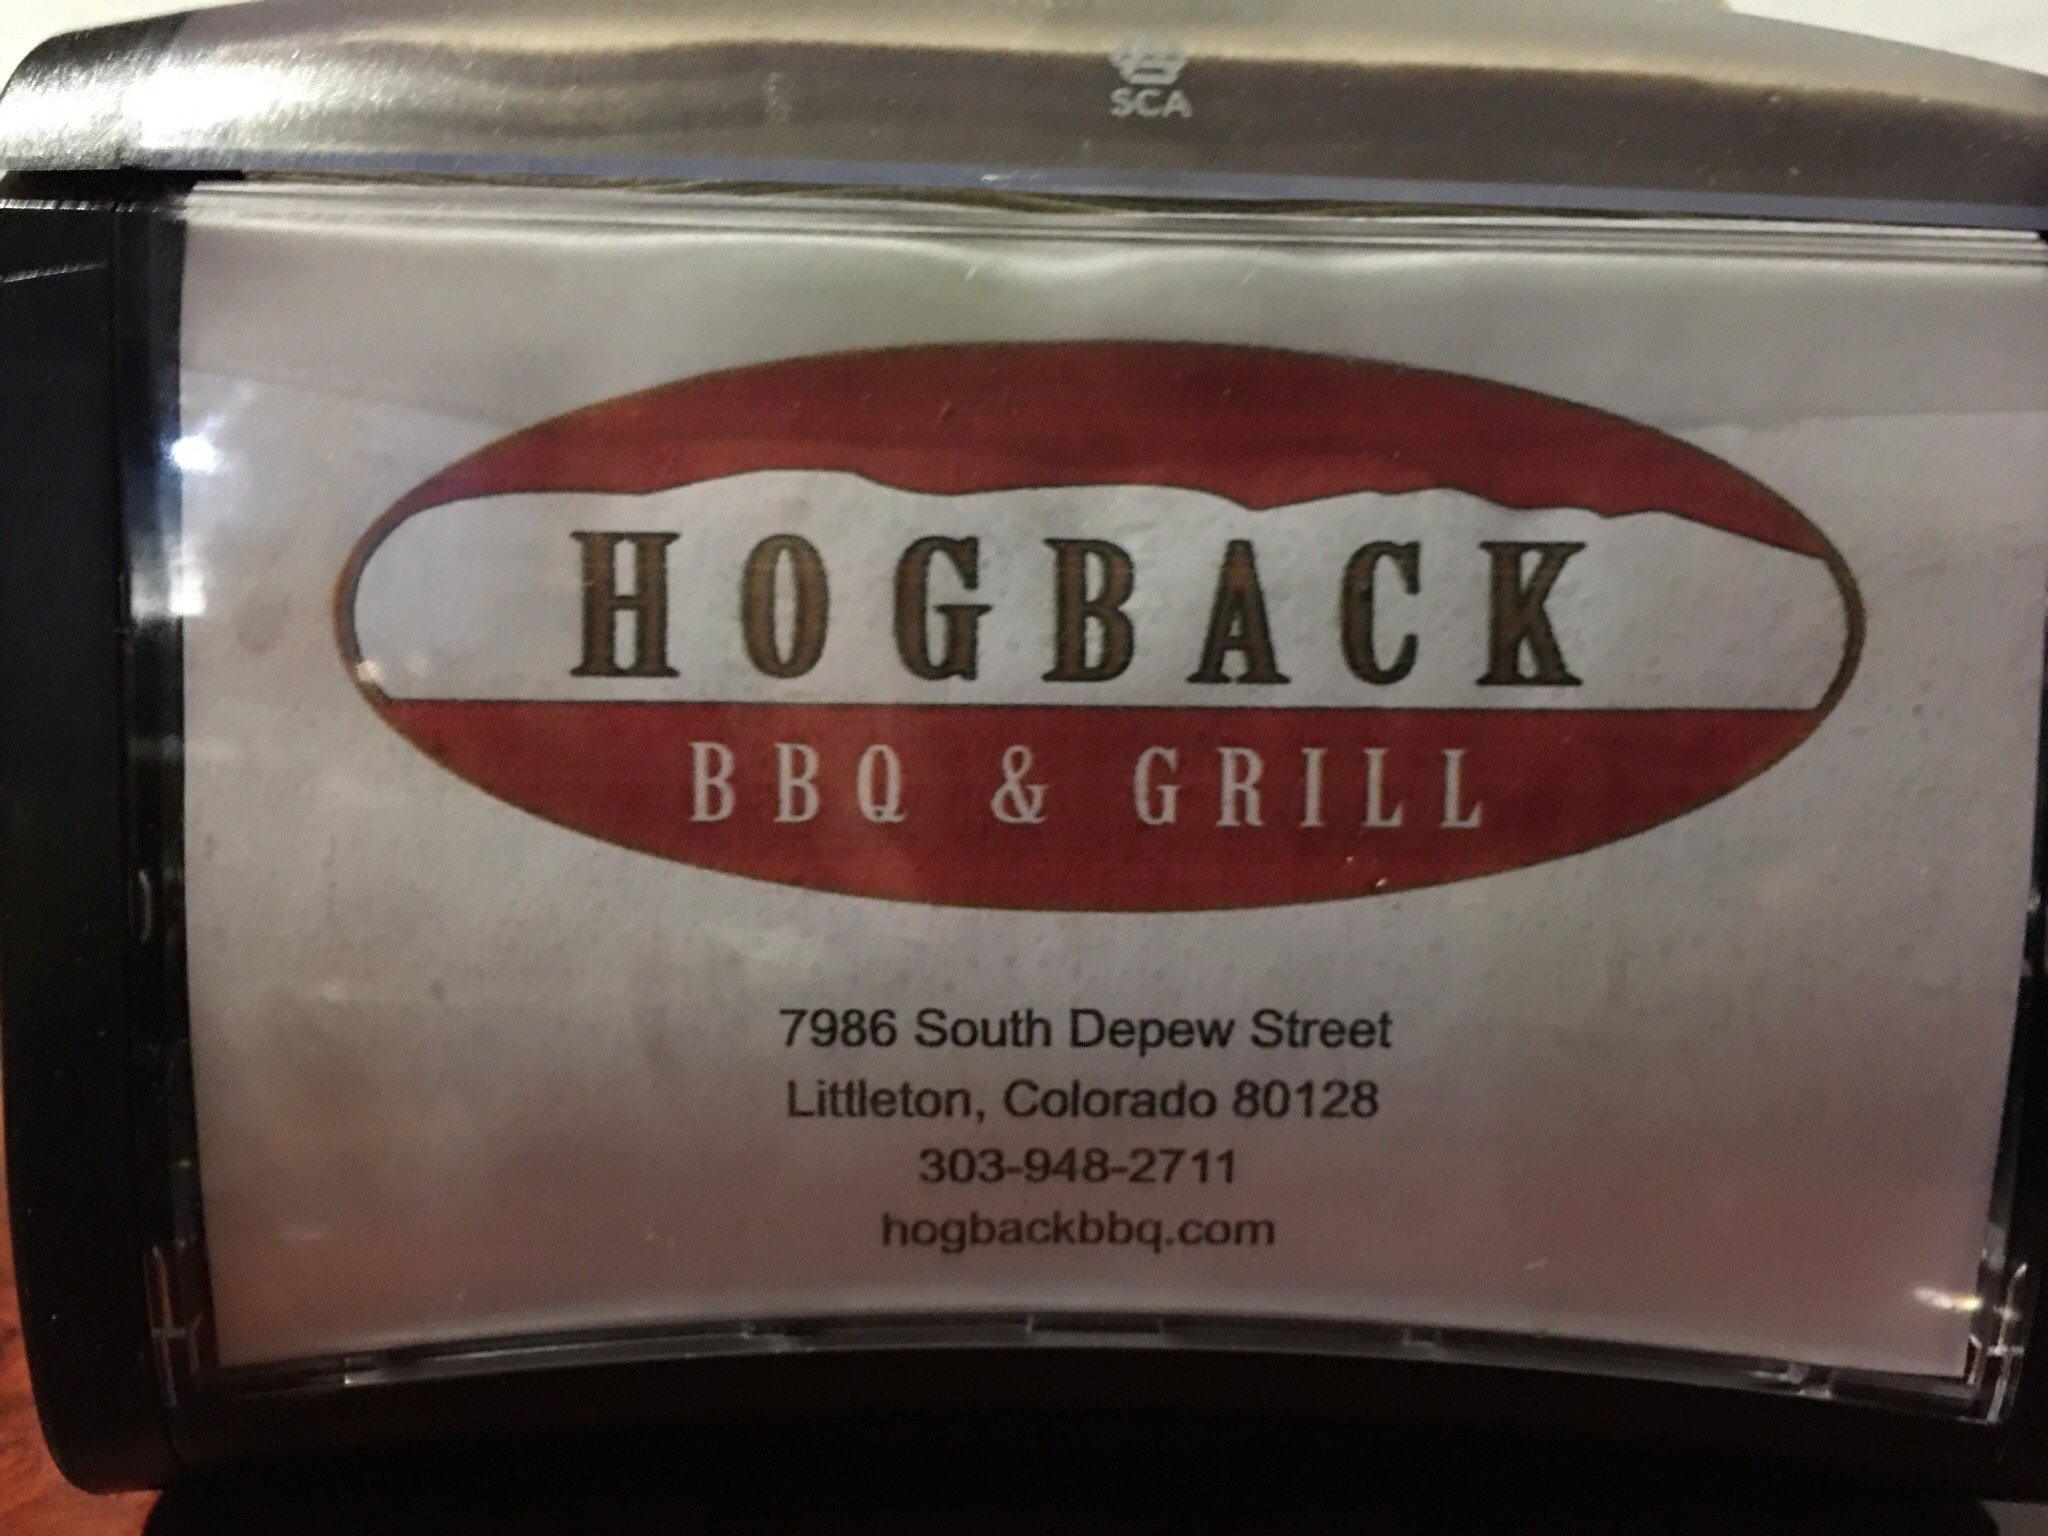 SCA
HOGBACK
BBQ & GRILL
7986 South Depew Street
Littleton, Colorado 80128
303-948-2711
hogbackbbq.com